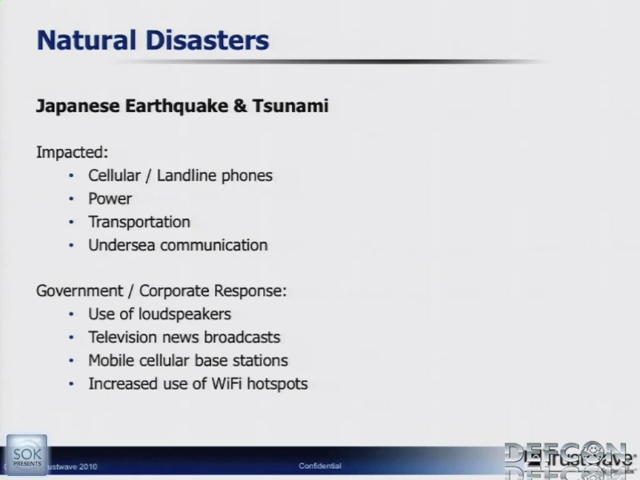 Natural Disasters
Japanese Earthquake & Tsunami
Impacted:
• Cellular / Landline phones
• Power
• Transportation
• Undersea communication
Government / Corporate Response:
• Use of loudspeakers
• Television news broadcasts
• Mobile cellular base stations
• Increased use of WiFi hotspots
SOK
PRESENTS
ustwave 2010
Confidential
DEFCON
Trustwave